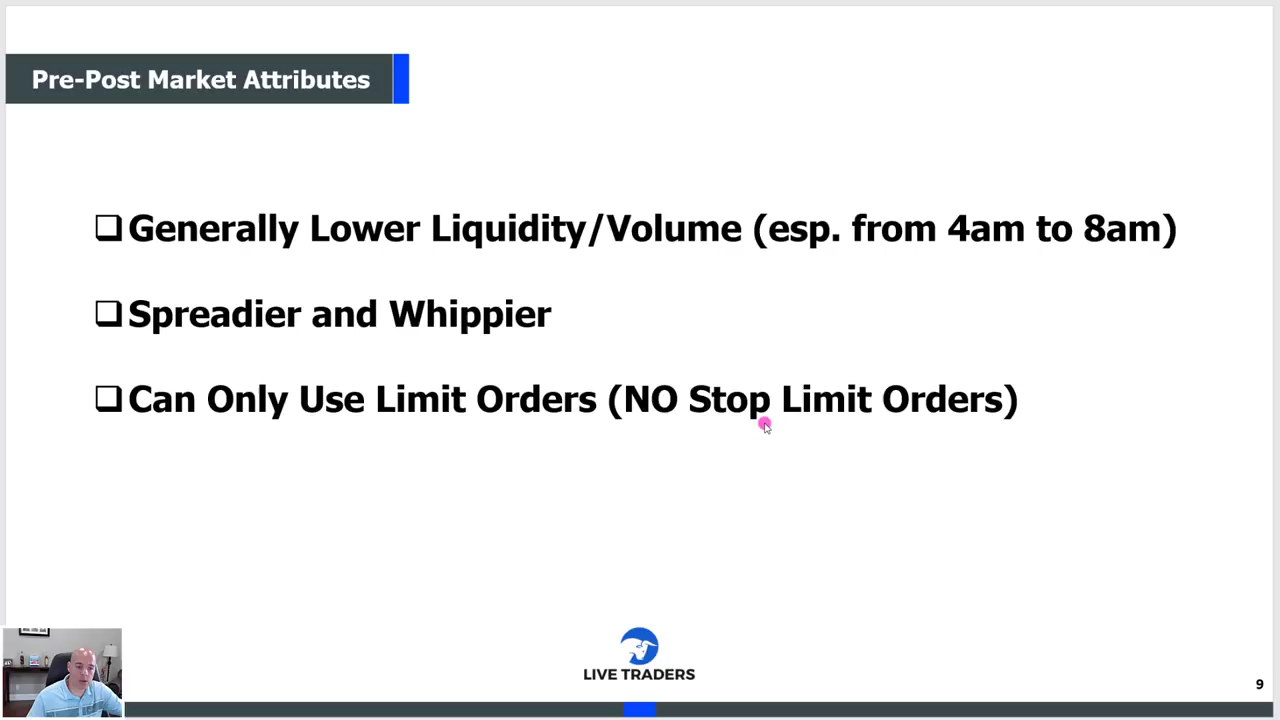 Pre-Post Market Attributes
Generally Lower Liquidity/Volume (esp. from 4am to 8am)
Spreadier and Whippier
Can Only Use Limit Orders (NO Stop Limit Orders)
LIVE TRADERS
9